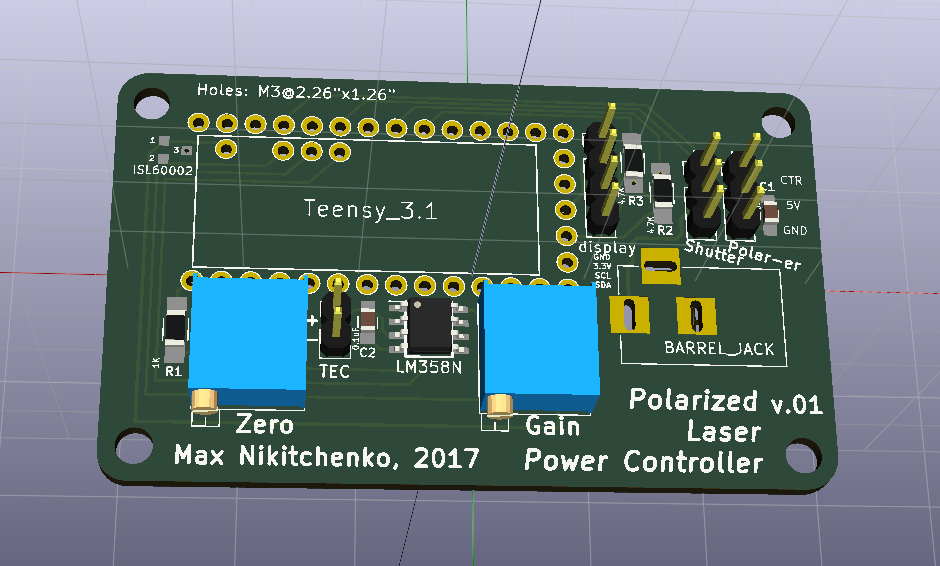 Holes: M3@2.26"x1.26"
1
3
2
ISL60002
Teensy_3.1
4.7K
R3
4.7K
R2
C1
CTR
5V
GND
display
GND
3.3V
SCL
SDA
Shutter
Polar-er
BARREL_JACK
1K
R1
+
TEC
0.1uF
C2
LM358N
Zero
Gain
Polarized v.01
Laser
Power Controller
Max Nikitchenko, 2017